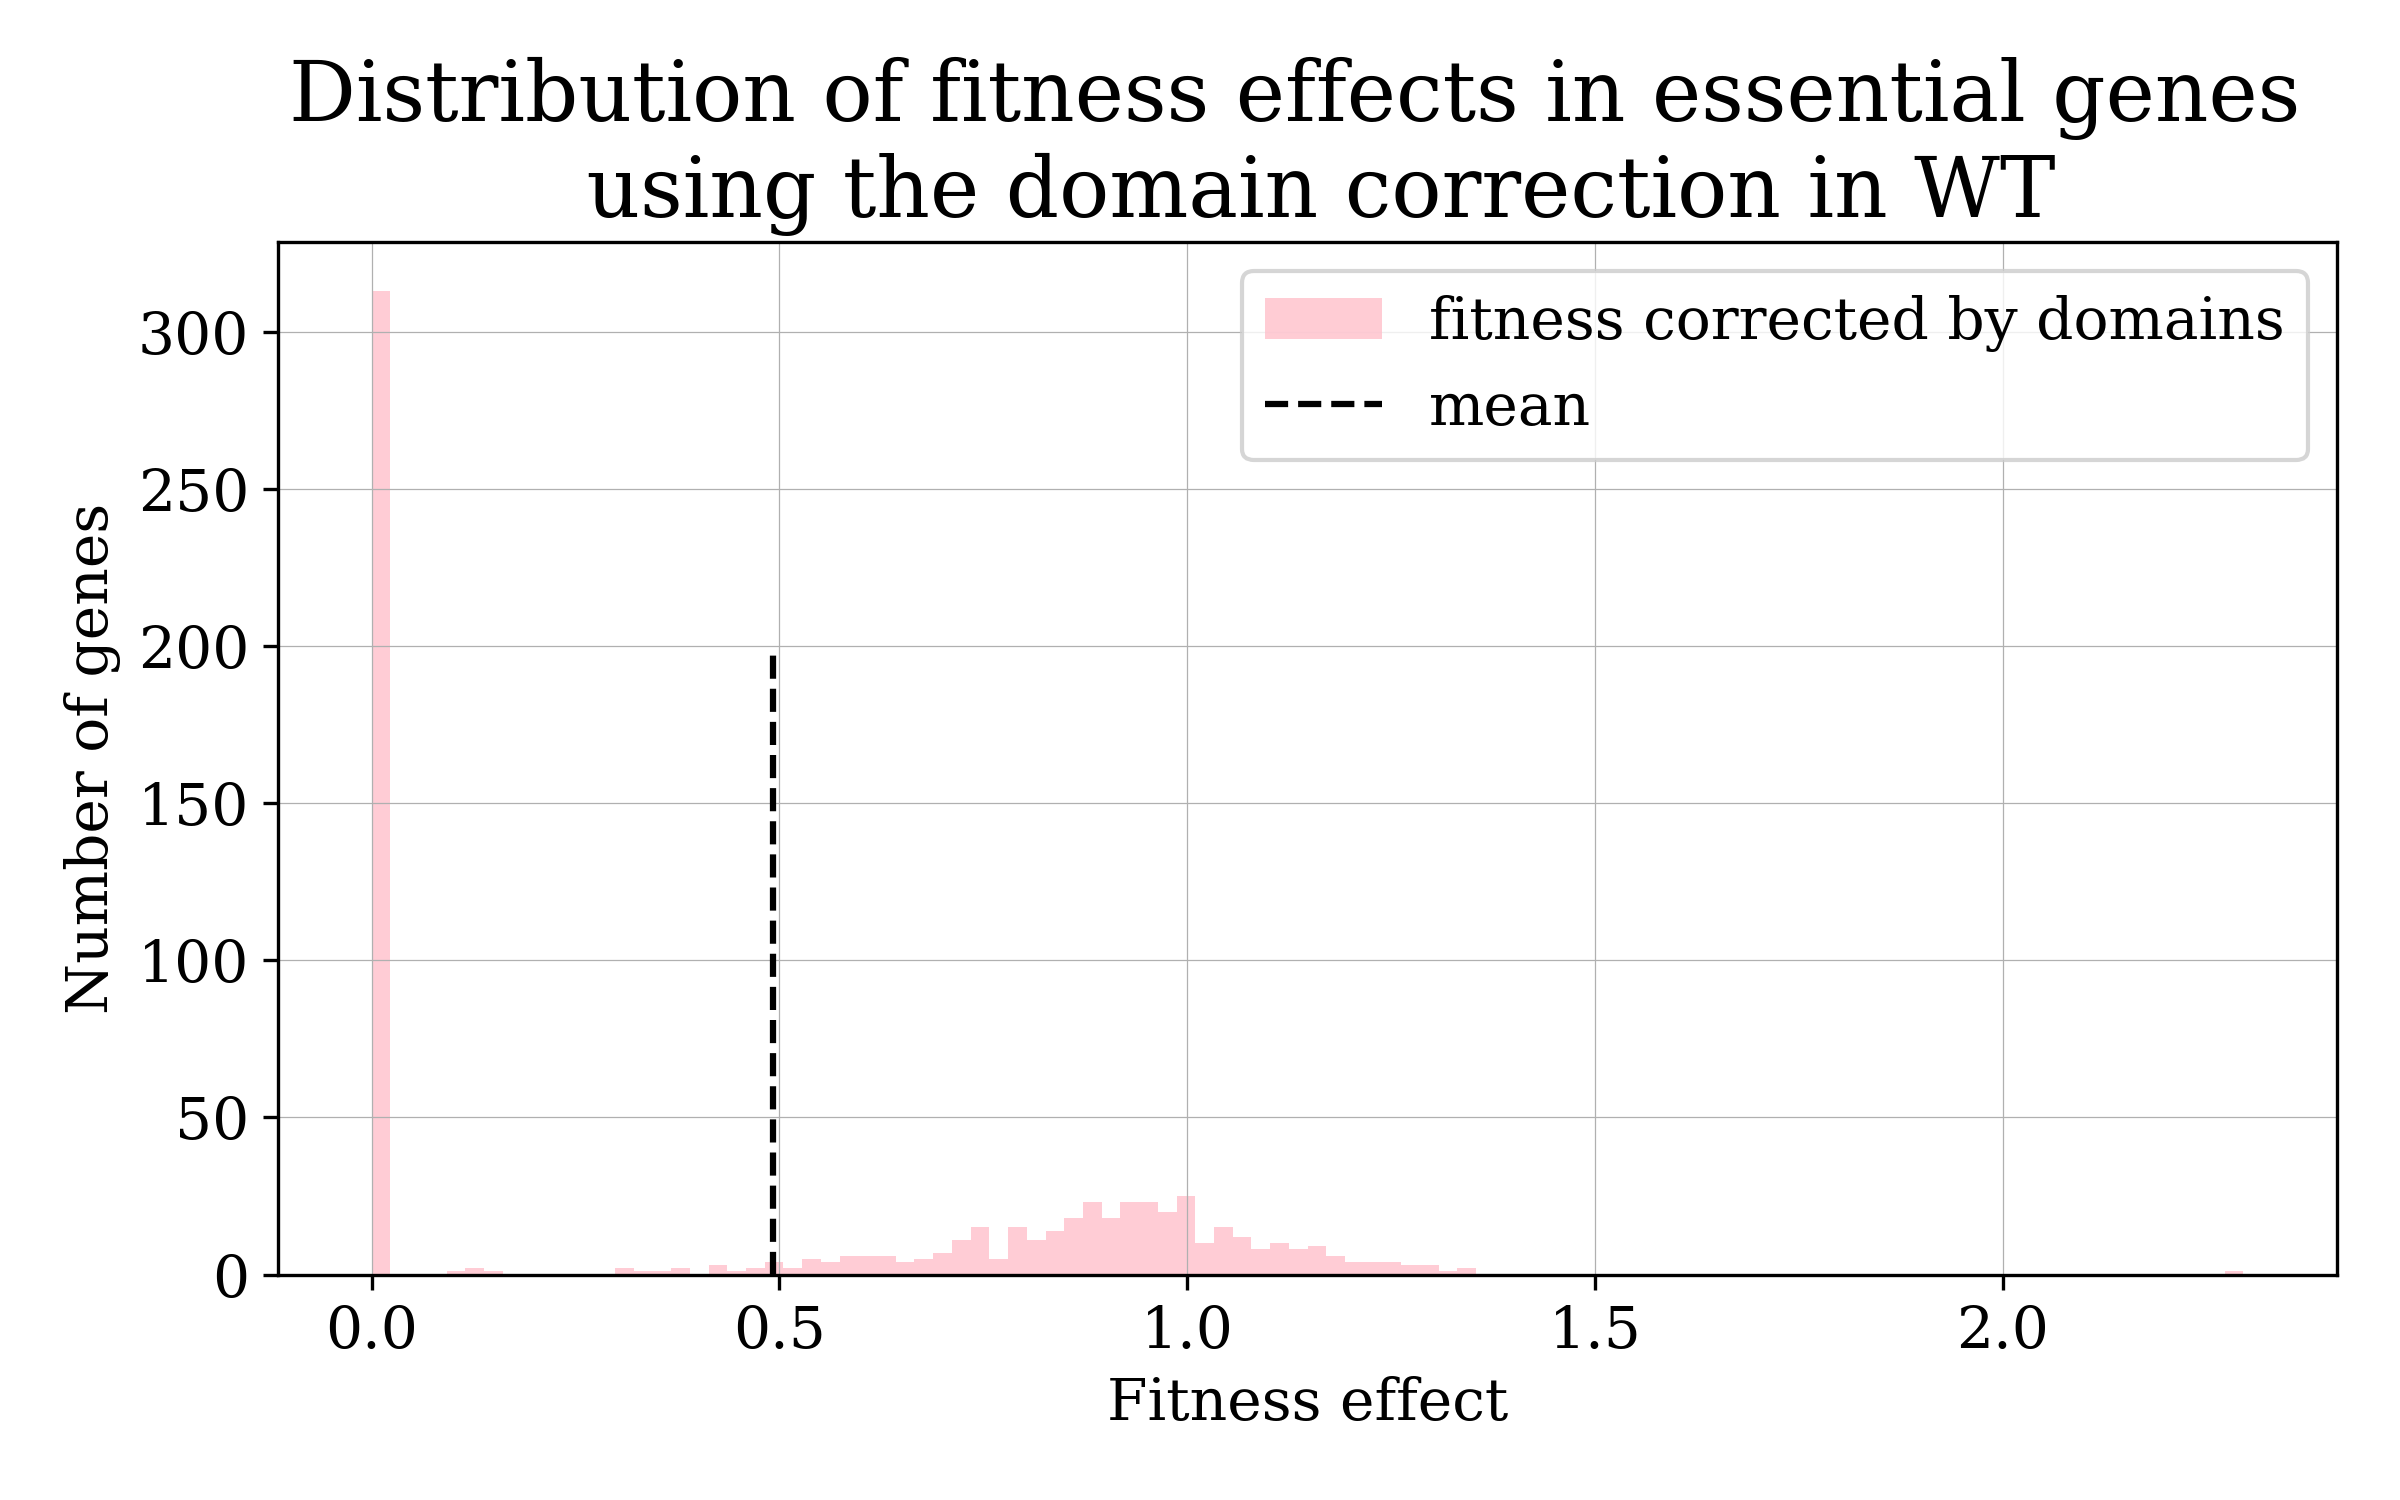 Distribution of fitness effects in essential genes
using the domain correction in WT
fitness corrected by domains
mean
Number of genes
300
250
200
150
100
50
0
0.0 0.5 1.0 1.5 2.0
Fitness effect